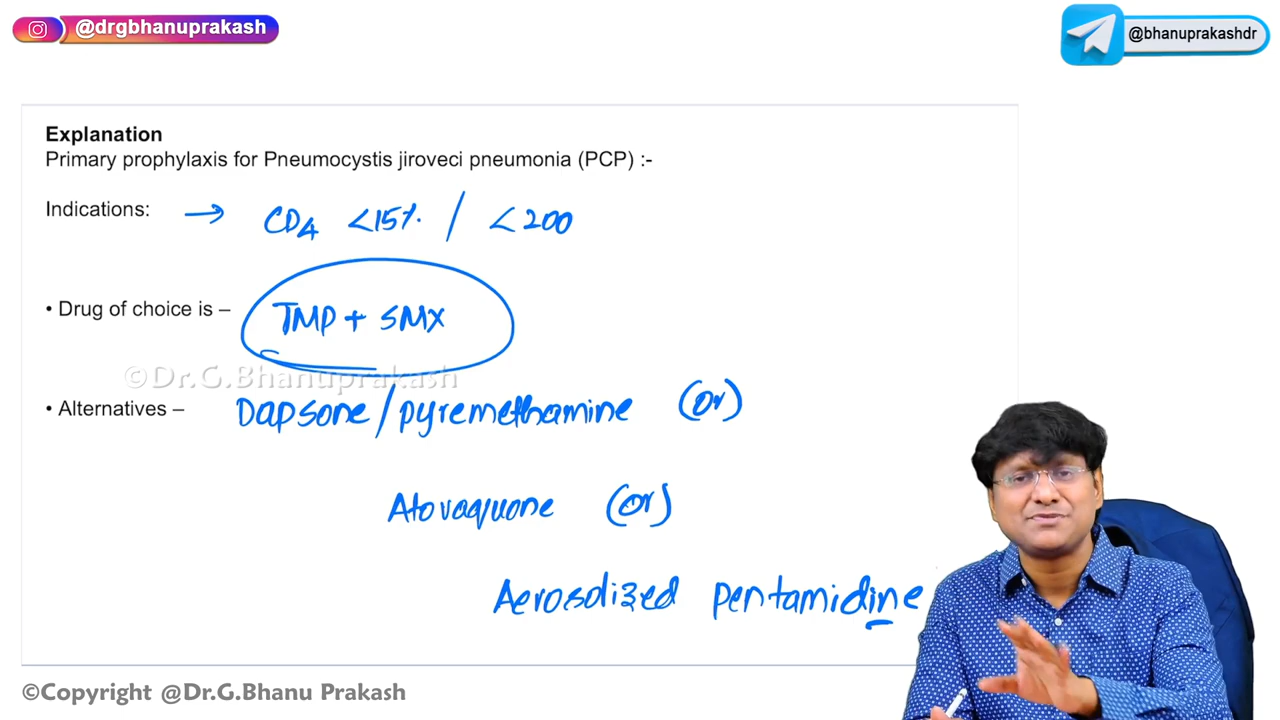 @drgbhanuprakash
@bhanuprakashdr
Explanation
Primary prophylaxis for Pneumocystis jiroveci pneumonia (PCP) :-
Indications: → CD4 <15% / <200
• Drug of choice is – TMP + SMX
©Dr.G.Bhanuprakash
• Alternatives – Dapsone/pyremethamine (or)
Atovaquone (or)
Aerosolized pentamidine
©Copyright @Dr.G.Bhanu Prakash